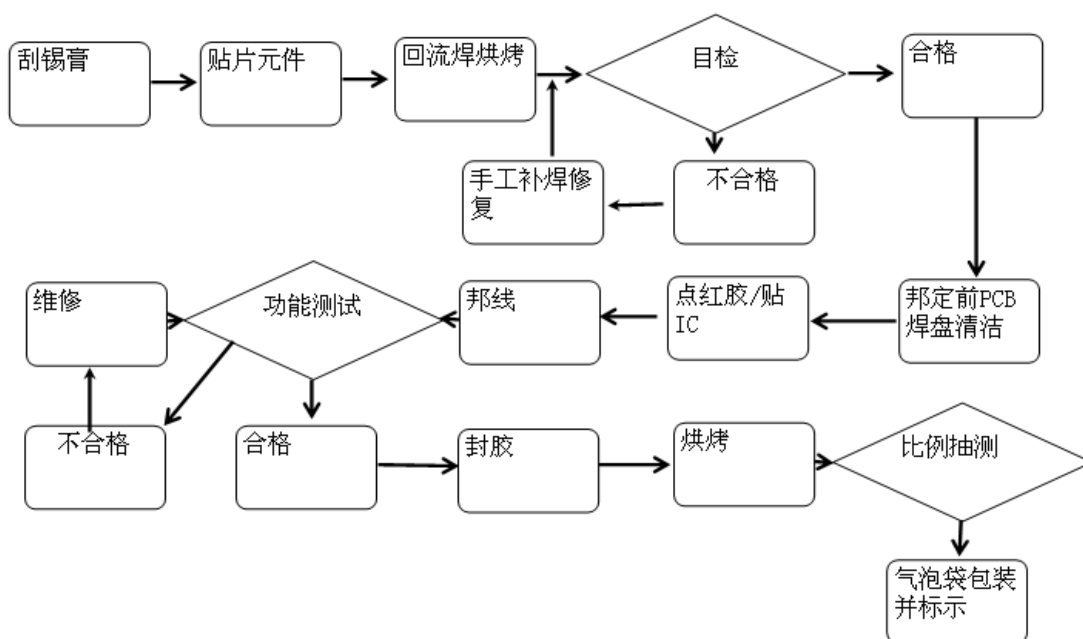 刮锡膏
贴片元件
回流焊烘烤
目检
合格
手工补焊修
复
不合格
维修
功能测试
邦线
点红胶/贴
IC
邦定前PCB
焊盘清洁
不合格
合格
封胶
烘烤
比例抽测
气泡袋包装
并标示